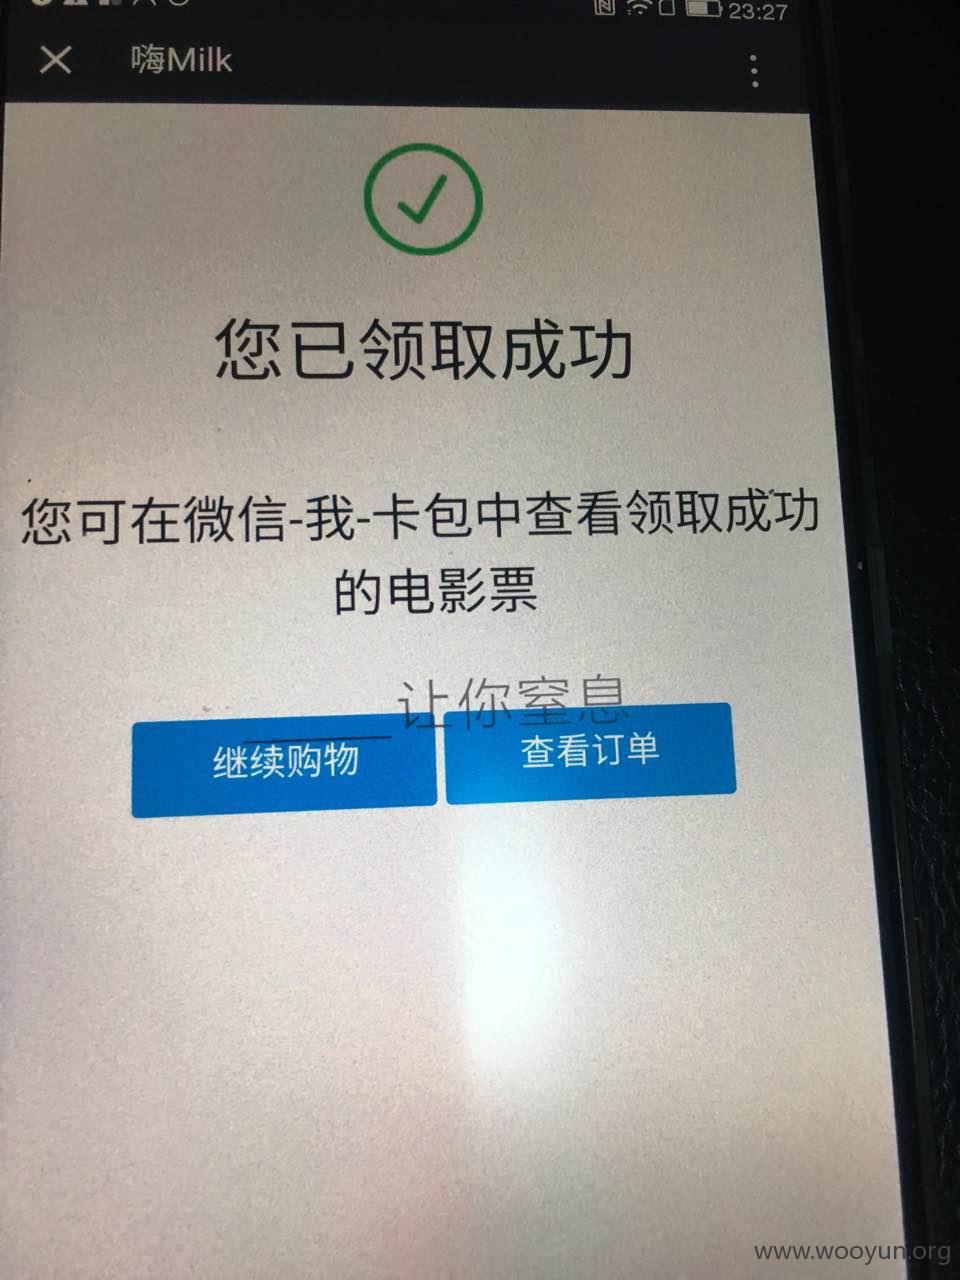 23:27
嗨Milk
您已领取成功
您可在微信-我-卡包中查看领取成功
的电影票
让你窒息
继续购物
查看订单
www.wooyun.org